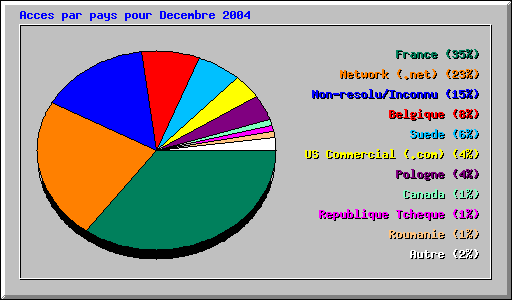 Acces par pays pour Decembre 2004
France (35%)
Network (.net) (23%)
Non-resolu/Inconnu (15%)
Belgique (8%)
Suede (6%)
US Commercial (.com) (4%)
Pologne (4%)
Canada (1%)
Republique Tcheque (1%)
Roumanie (1%)
Autre (2%)